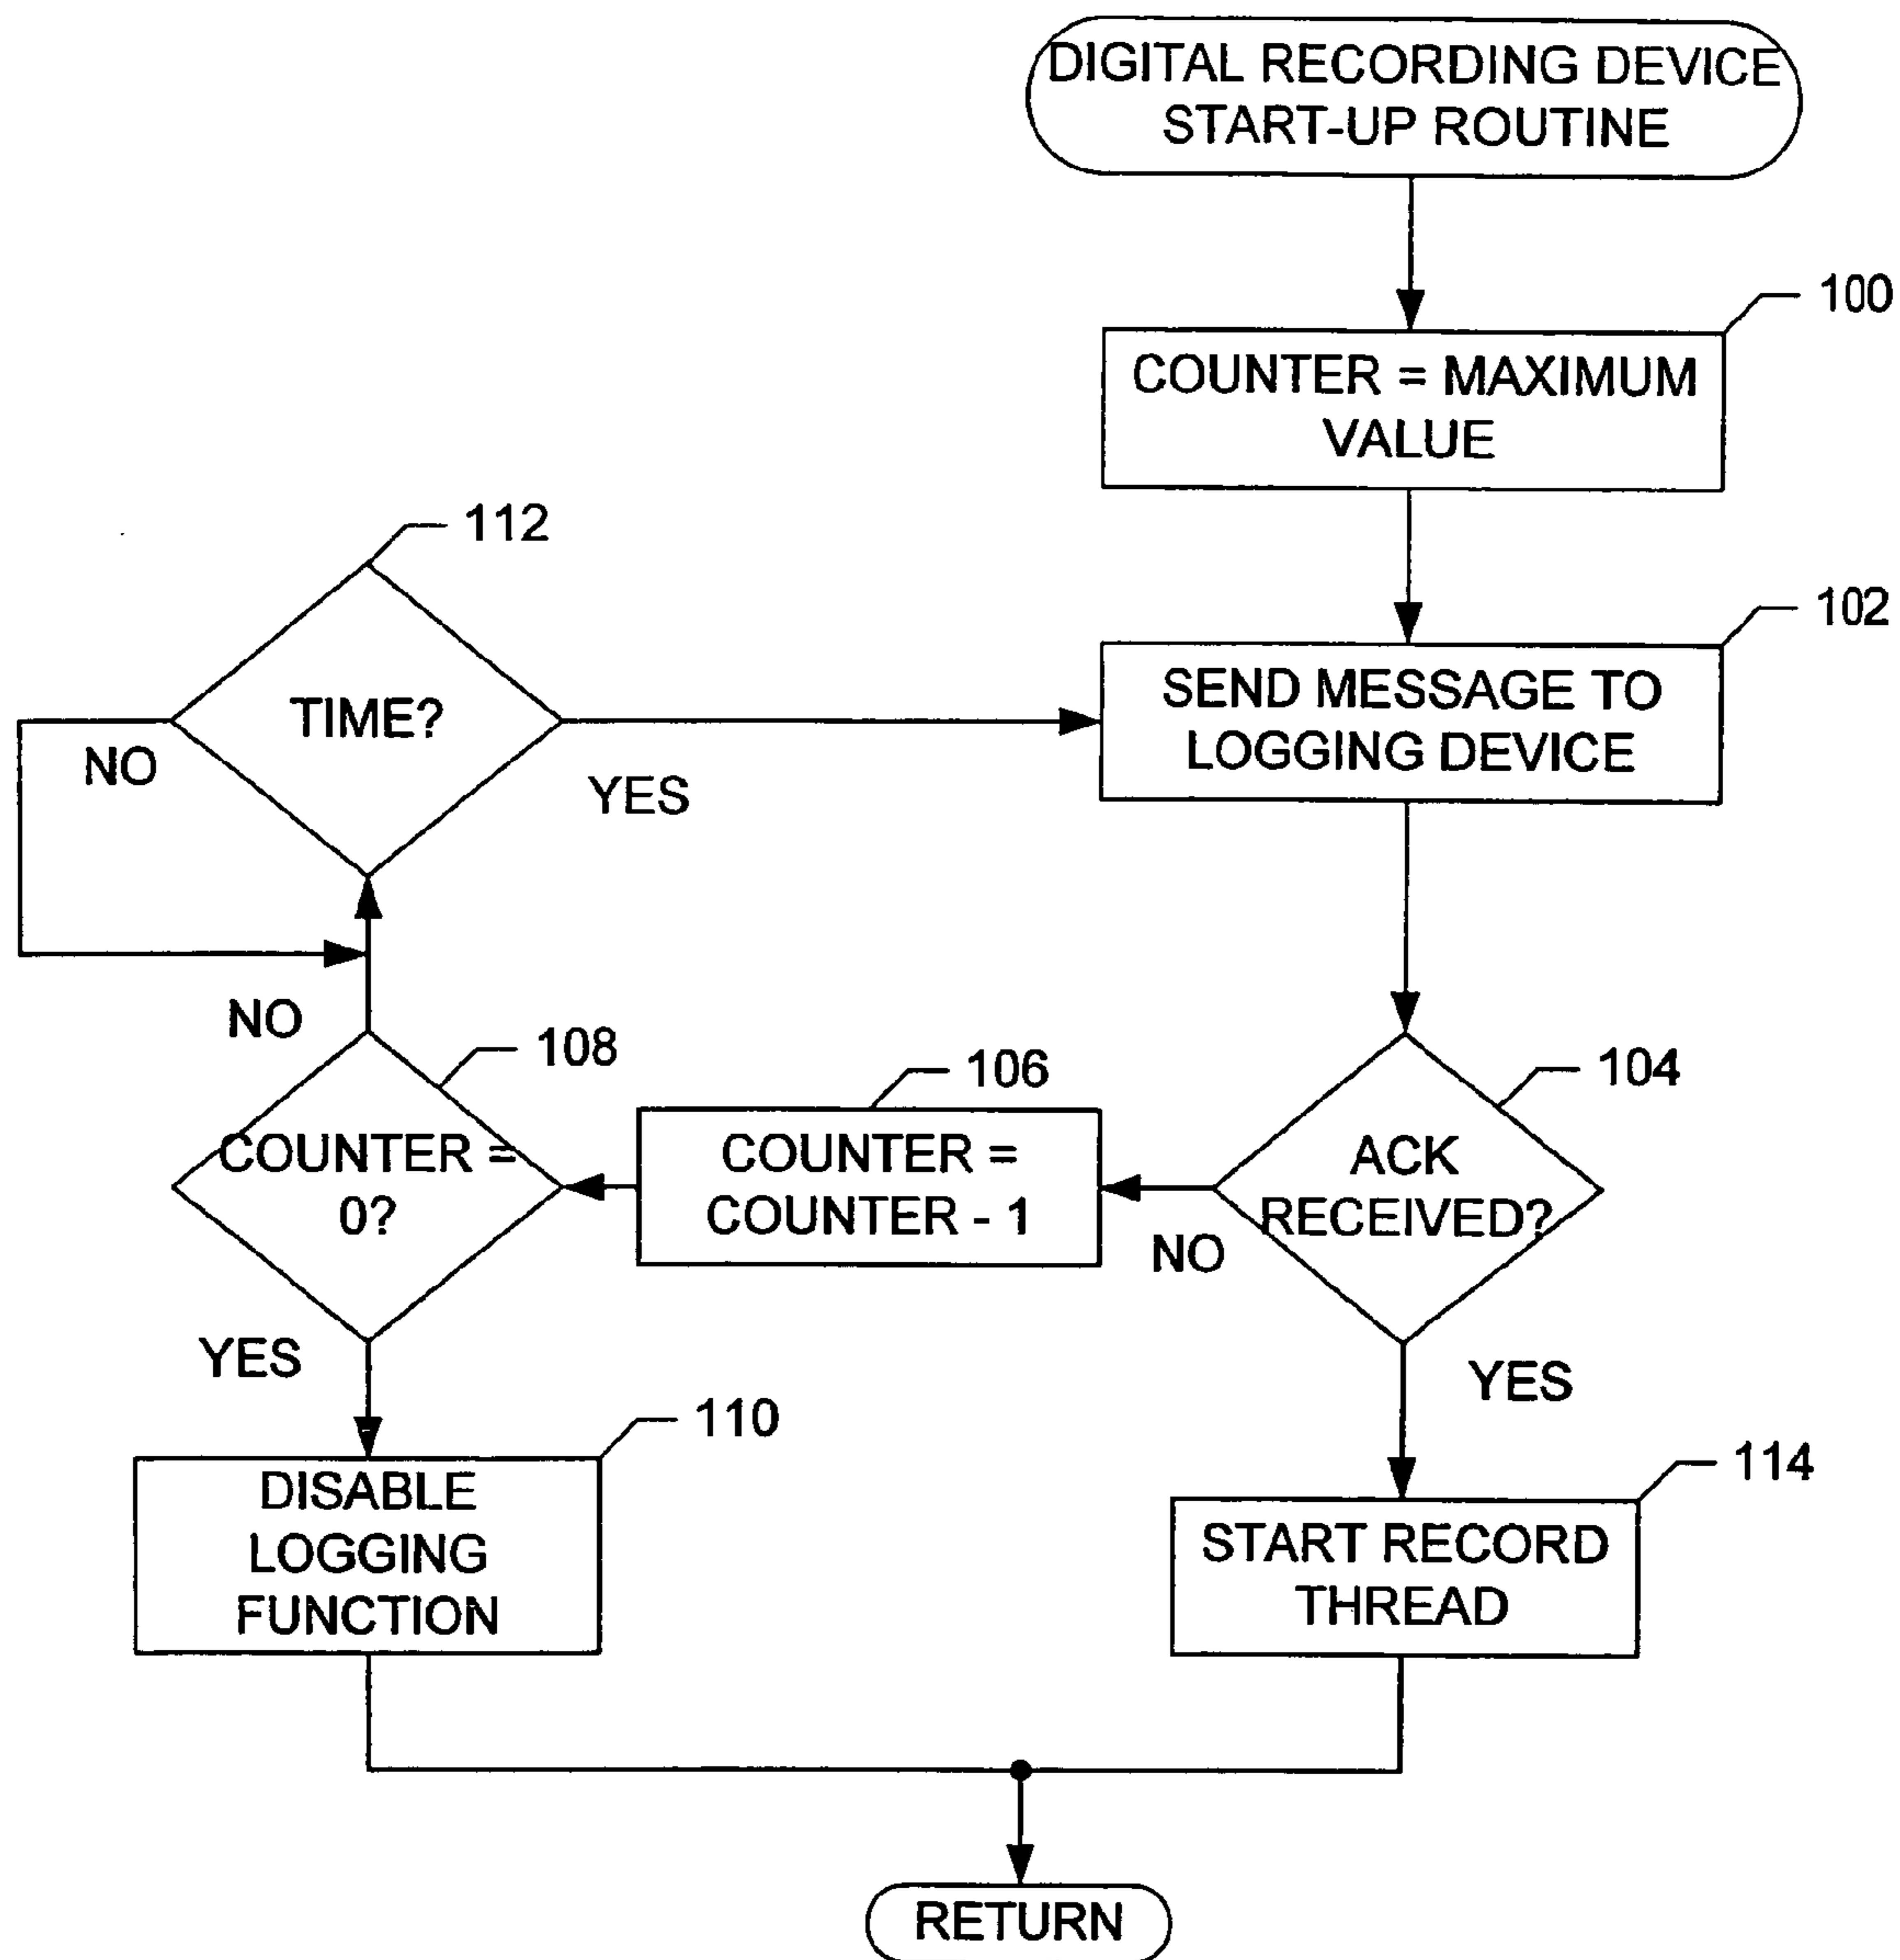 DIGITAL RECORDING DEVICE
START-UP ROUTINE
100
COUNTER = MAXIMUM
VALUE
112
TIME?
NO
YES
102
SEND MESSAGE TO
LOGGING DEVICE
104
ACK
RECEIVED?
NO
YES
106
COUNTER =
COUNTER - 1
108
COUNTER =
0?
NO
YES
110
DISABLE
LOGGING
FUNCTION
114
START RECORD
THREAD
RETURN